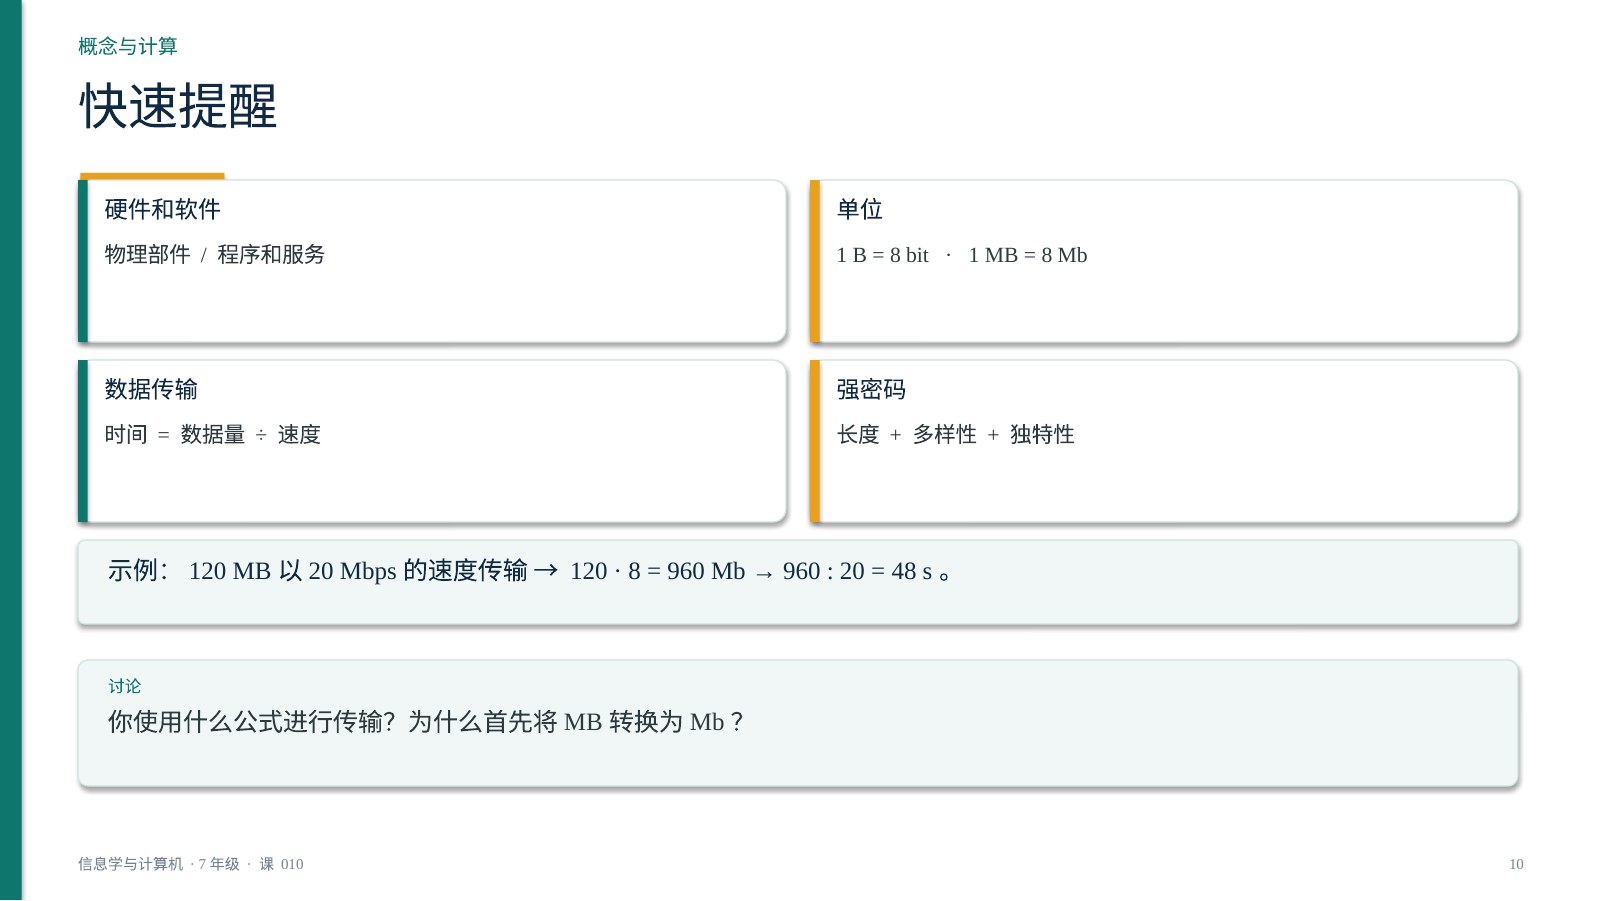 概念与计算
快速提醒
硬件和软件
物理部件 / 程序和服务
单位
1 B = 8 bit · 1 MB = 8 Mb
数据传输
时间 = 数据量 ÷ 速度
强密码
长度 + 多样性 + 独特性
示例： 120 MB 以 20 Mbps 的速度传输 → 120 · 8 = 960 Mb → 960 : 20 = 48 s 。
讨论
你使用什么公式进行传输？为什么首先将 MB 转换为 Mb ？
信息学与计算机 · 7 年级 · 课 010
10